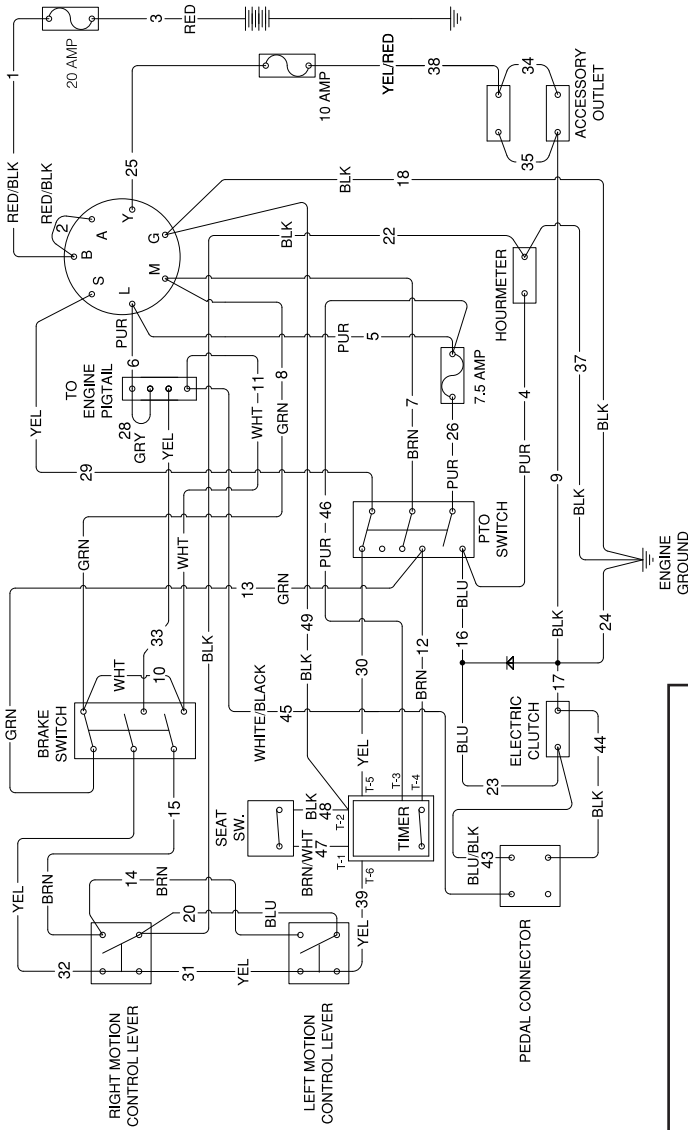 1
RED/BLK
20 AMP
3
RED
RED/BLK
2
B
A
S
Y
L
G
M
25
10 AMP
YEL/RED
38
34
35
ACCESSORY
OUTLET
YEL
29
PUR
6
TO
ENGINE
PIGTAIL
28
GRY
YEL
WHT
11
GRN
8
BLK
18
BLK
22
PUR
5
7.5 AMP
HOURMETER
37
BLK
BLK
PUR
4
9
BLK
BRN
7
PUR
26
PUR
46
PTO
SWITCH
GRN
WHT
13
GRN
49
BLK
30
YEL
BRN
12
BLU
16
24
ENGINE
GROUND
GRN
BRAKE
SWITCH
WHT
10
33
BLK
WHITE/BLACK
45
15
YEL
BRN
14
BRN
20
BLU
32
31
YEL
RIGHT MOTION
CONTROL LEVER
LEFT MOTION
CONTROL LEVER
SEAT
SW.
BLK
48
BRN/WHT
47
T-1
T-2
T-3
T-4
T-5
T-6
TIMER
YEL
39
BLU
23
17
ELECTRIC
CLUTCH
44
BLK
BLU/BLK
43
PEDAL CONNECTOR